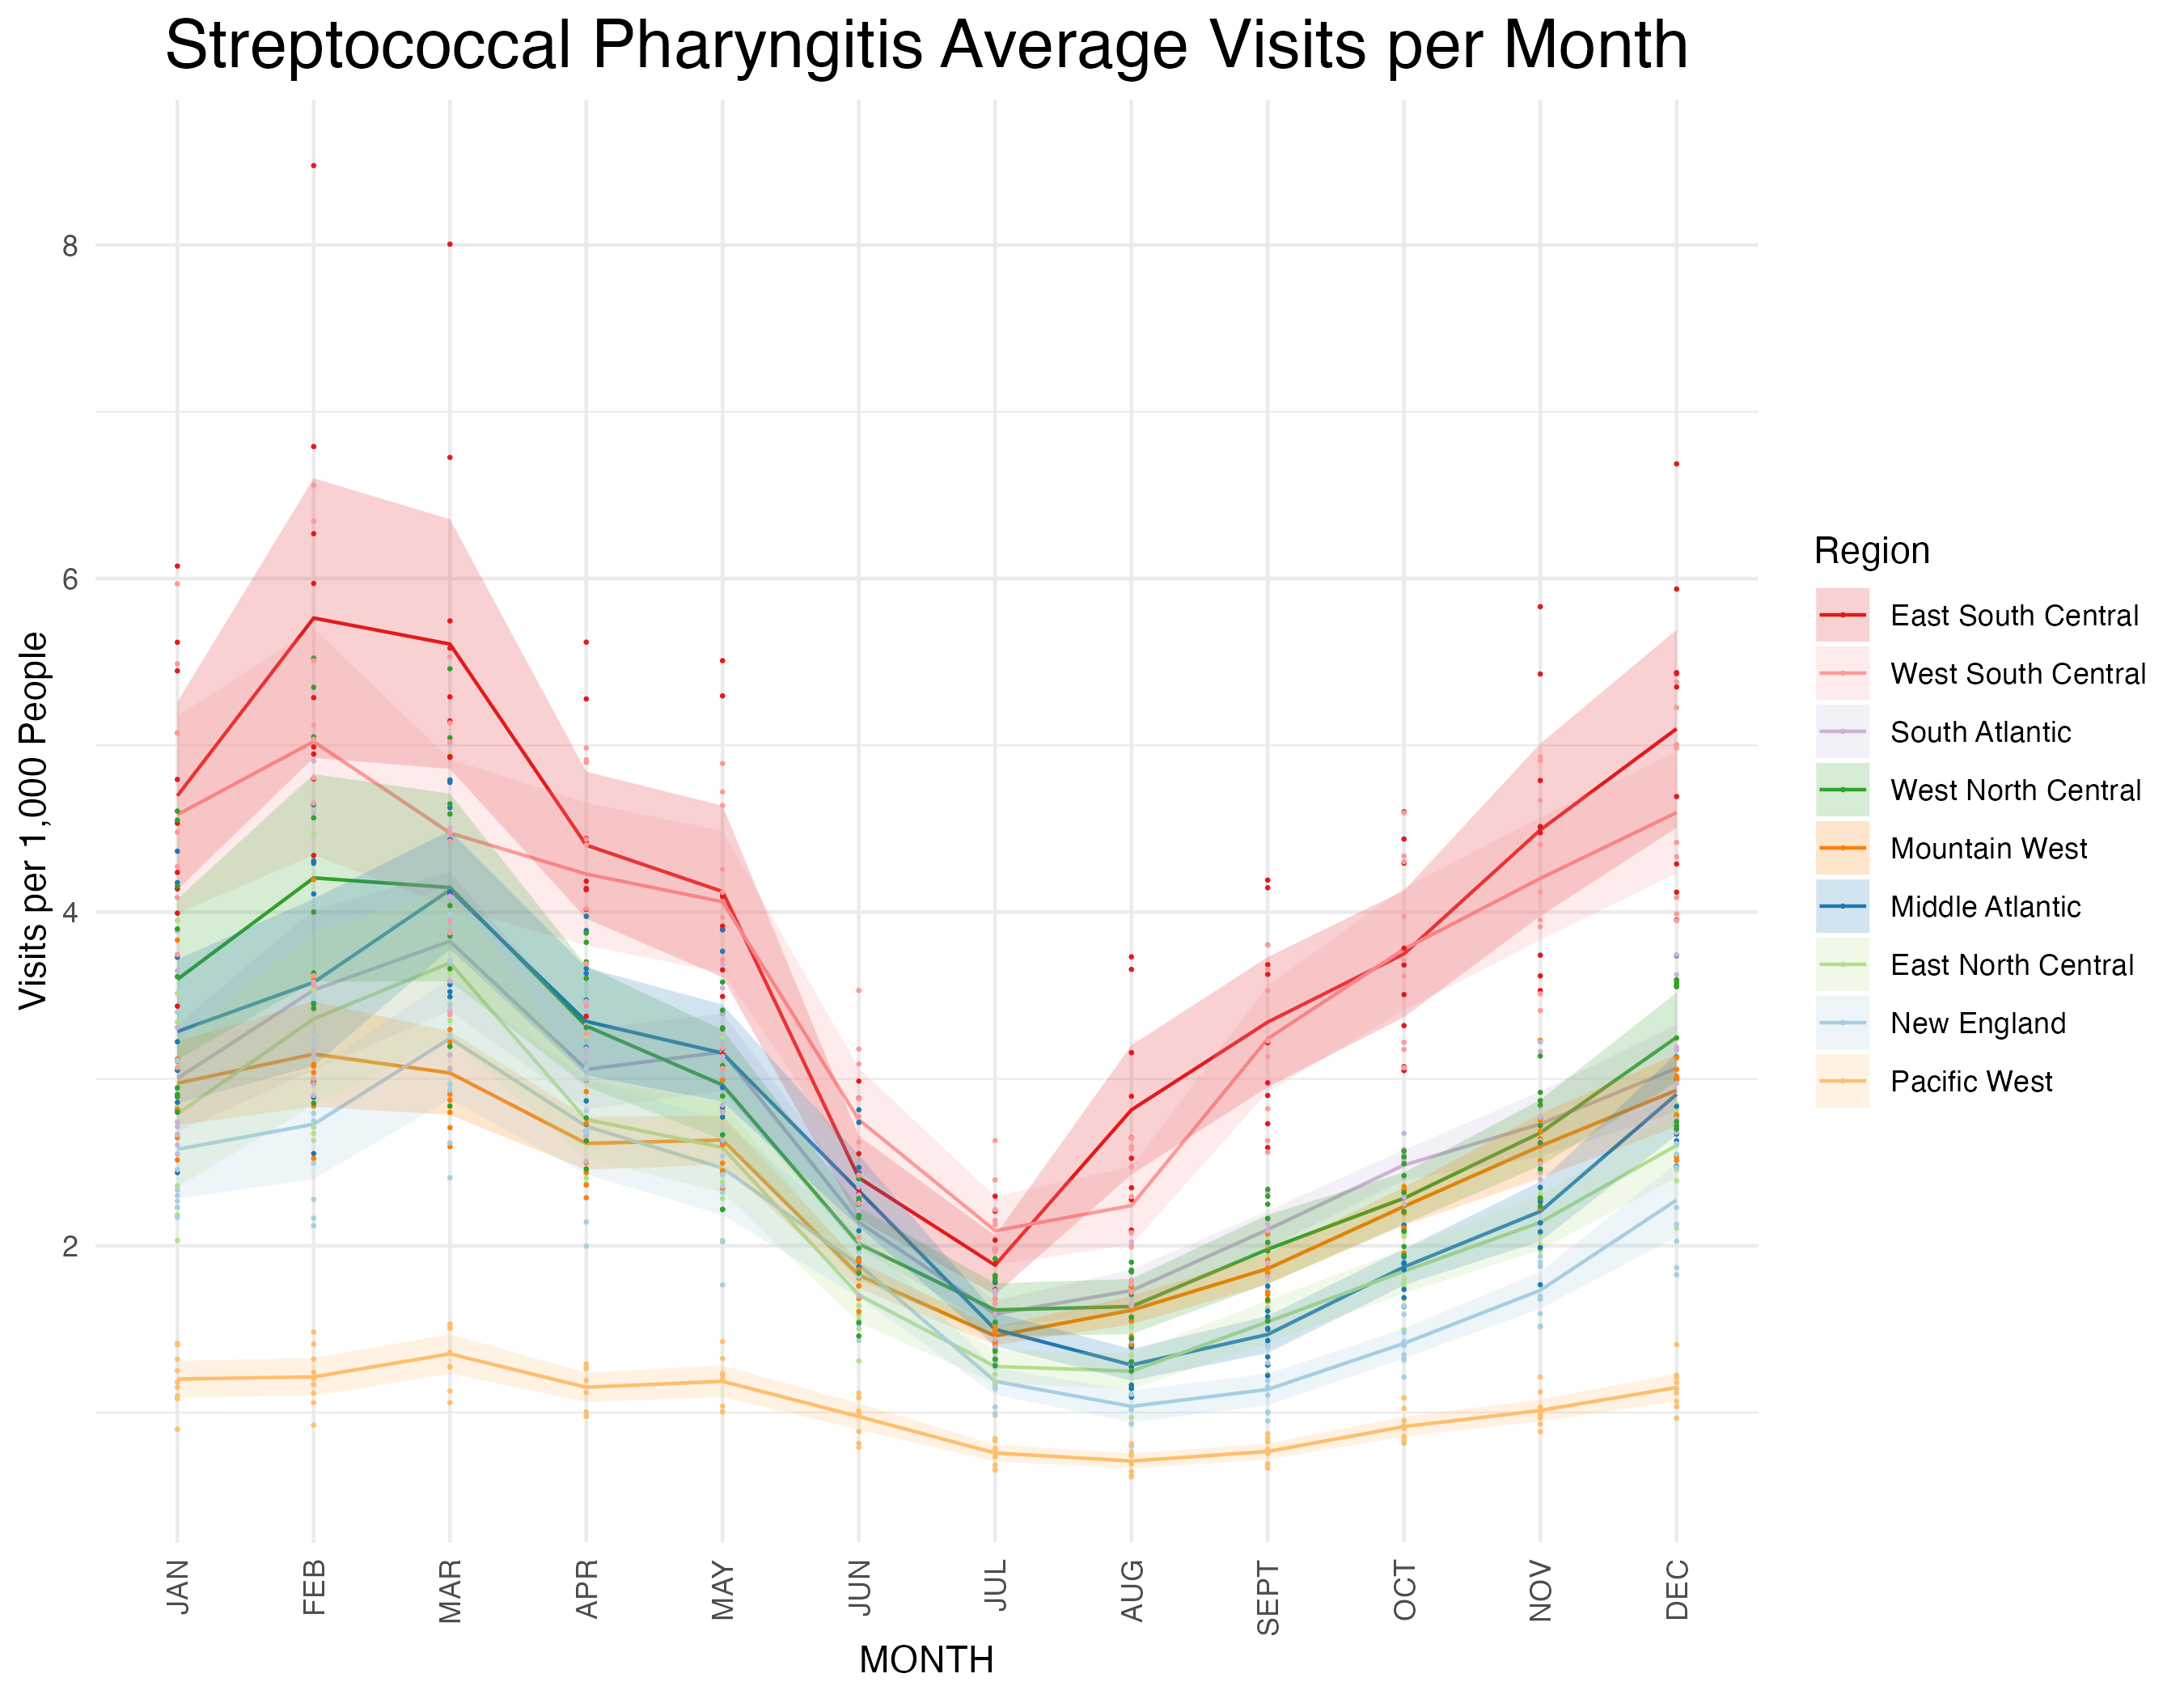 Streptococcal Pharyngitis Average Visits per Month
Visits per 1,000 People
8
6
4
2
JAN
FEB
MAR
APR
MAY
JUN
JUL
AUG
SEPT
OCT
NOV
DEC
MONTH
Region
East South Central
West South Central
South Atlantic
West North Central
Mountain West
Middle Atlantic
East North Central
New England
Pacific West